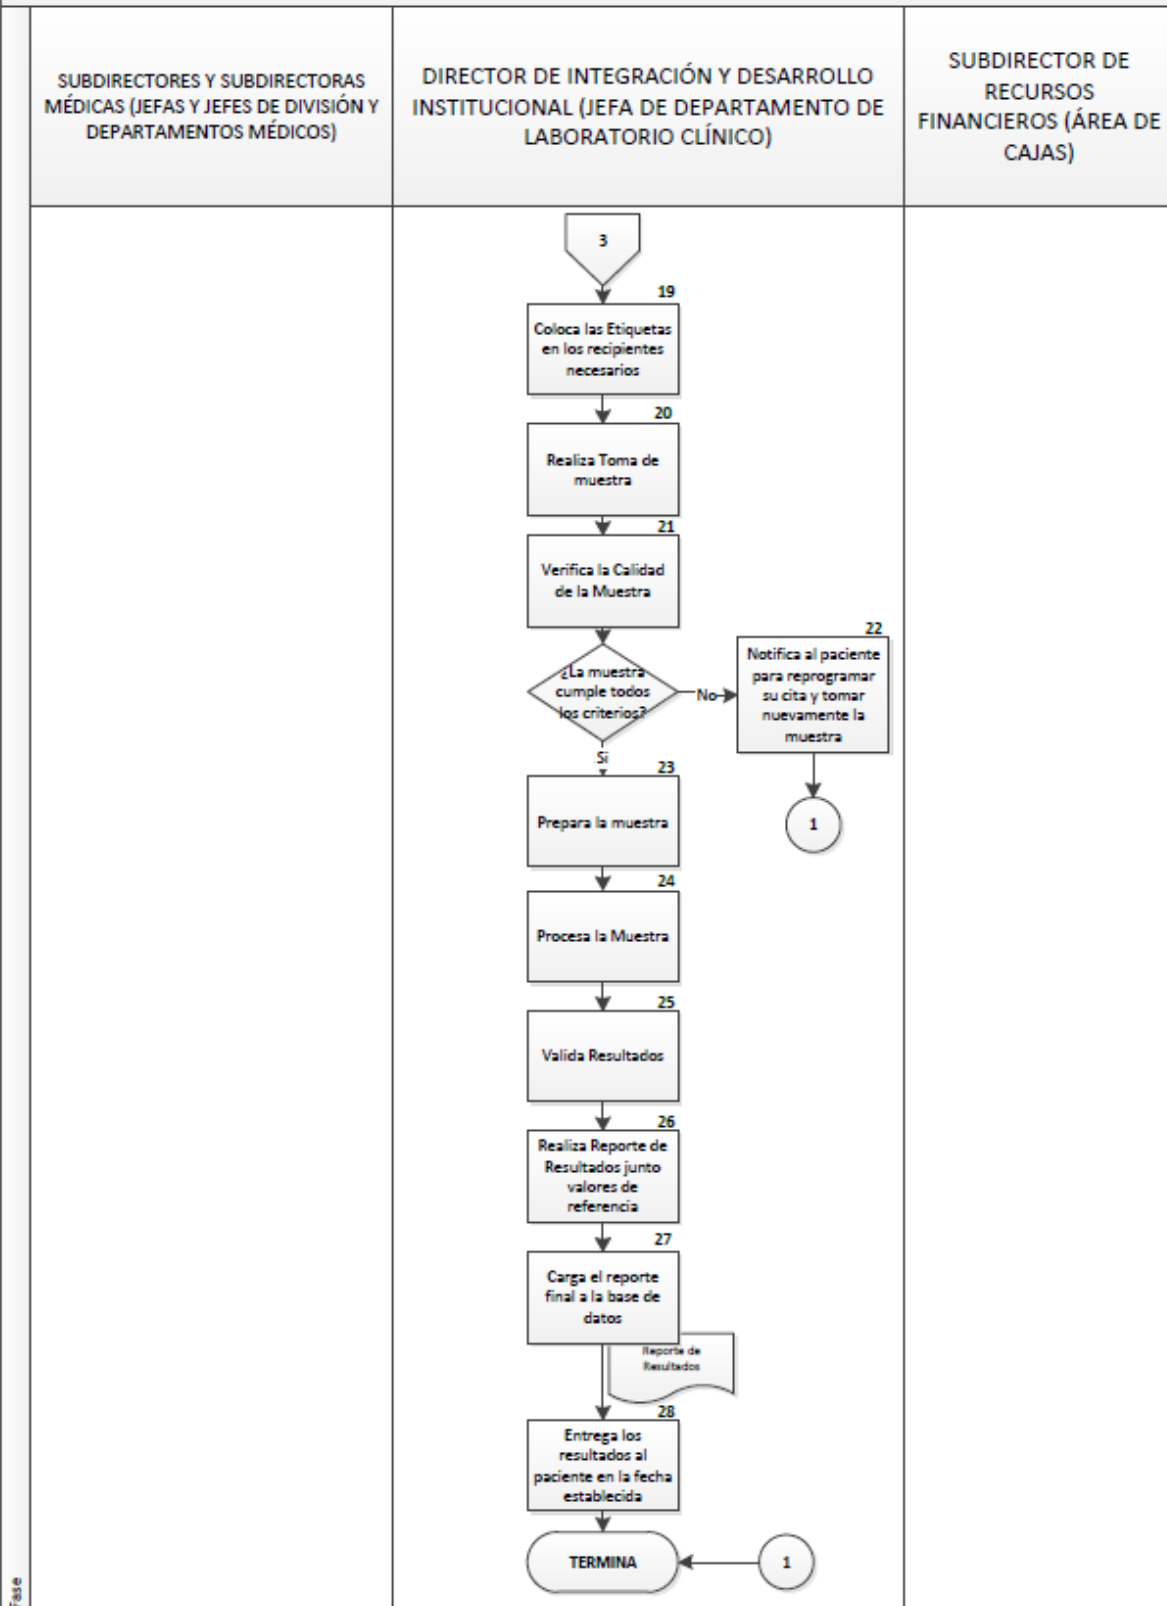 SUBDIRECTORES Y SUBDIRECTORAS
MÉDICAS (JEFAS Y JEFES DE DIVISIÓN Y
DEPARTAMENTOS MÉDICOS)
DIRECTOR DE INTEGRACIÓN Y DESARROLLO
INSTITUCIONAL (JEFA DE DEPARTAMENTO DE
LABORATORIO CLÍNICO)
SUBDIRECTOR DE
RECURSOS
FINANCIEROS (ÁREA DE
CAJAS)
3
19
Coloca las Etiquetas
en los recipientes
necesarios
20
Realiza Toma de
muestra
21
Verifica la Calidad
de la Muestra
¿La muestra
cumple todos
los criterios?
No
22
Notifica al paciente
para reprogramar
su cita y tomar
nuevamente la
muestra
1
Si
23
Prepara la muestra
24
Procesa la Muestra
25
Valida Resultados
26
Realiza Reporte de
Resultados junto
valores de
referencia
27
Carga el reporte
final a la base de
datos
Reporte de
Resultados
28
Entrega los
resultados al
paciente en la fecha
establecida
TERMINA
1
Fase